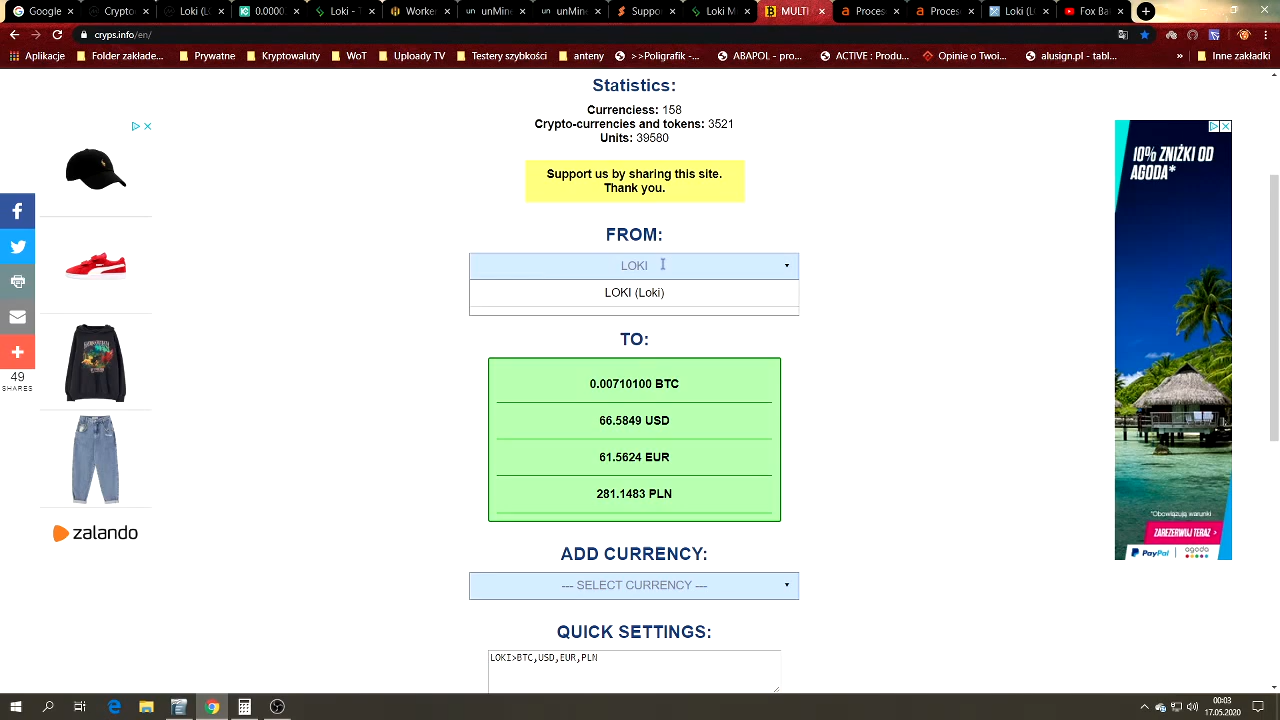 Google
Loki (L
0.0000
Loki - T
Worke
unMine
unMine
Suppo
Loki M
MULTI
Proces
Proces
Loki (L
Fox Ba
cryps.info/en/
Aplikacje
Folder zakłade...
Prywatne
Kryptowaluty
WoT
Uploady TV
Testery szybkości
anteny
>>Poligrafik -...
ABAPOL - pro...
ACTIVE : Produ...
Opinie o Twoi...
alusign.pl - tabl...
»
Inne zakładki
Statistics:
Currenciess: 158
Crypto-currencies and tokens: 3521
Units: 39580
Support us by sharing this site.
Thank you.
FROM:
LOKI
LOKI (Loki)
TO:
0.00710100 BTC
66.5849 USD
61.5624 EUR
281.1483 PLN
ADD CURRENCY:
--- SELECT CURRENCY ---
QUICK SETTINGS:
LOKI>BTC,USD,EUR,PLN
49
SHARES
zalando
10% ZNIŻKI OD
AGODA*
*Obowiązują warunki
ZAREZERWUJ TERAZ >
PayPal
agoda
00:03
17.05.2020